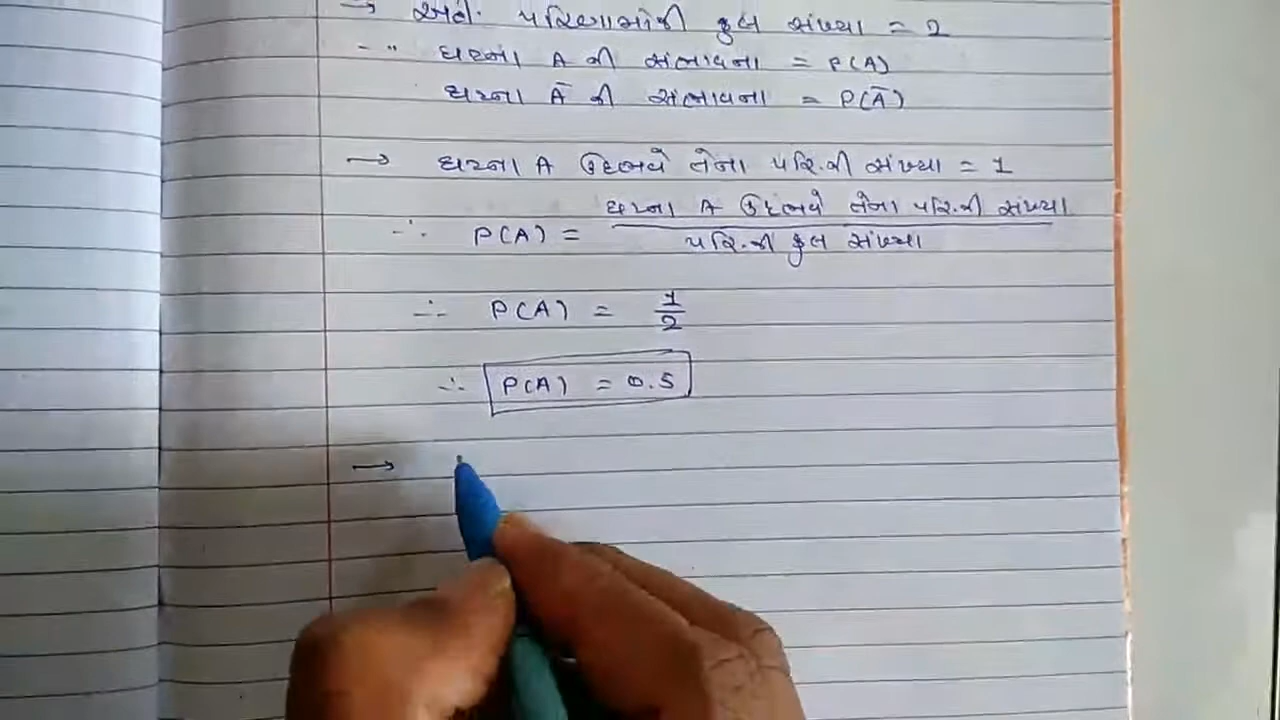 → અહીં પરિણામોની કુલ સંખ્યા = 2
∴ ઘટના A ની સંભાવના = P(A)
ઘટના Ā ની સંભાવના = P(Ā)
→ ઘટના A ઉદ્ભવે તેના પરિ.ની સંખ્યા = 1
ઘટના A ઉદ્ભવે તેના પરિ.ની સંખ્યા
∴ P(A) =
પરિ.ની કુલ સંખ્યા
∴ P(A) = 1/2
∴ P(A) = 0.5
→